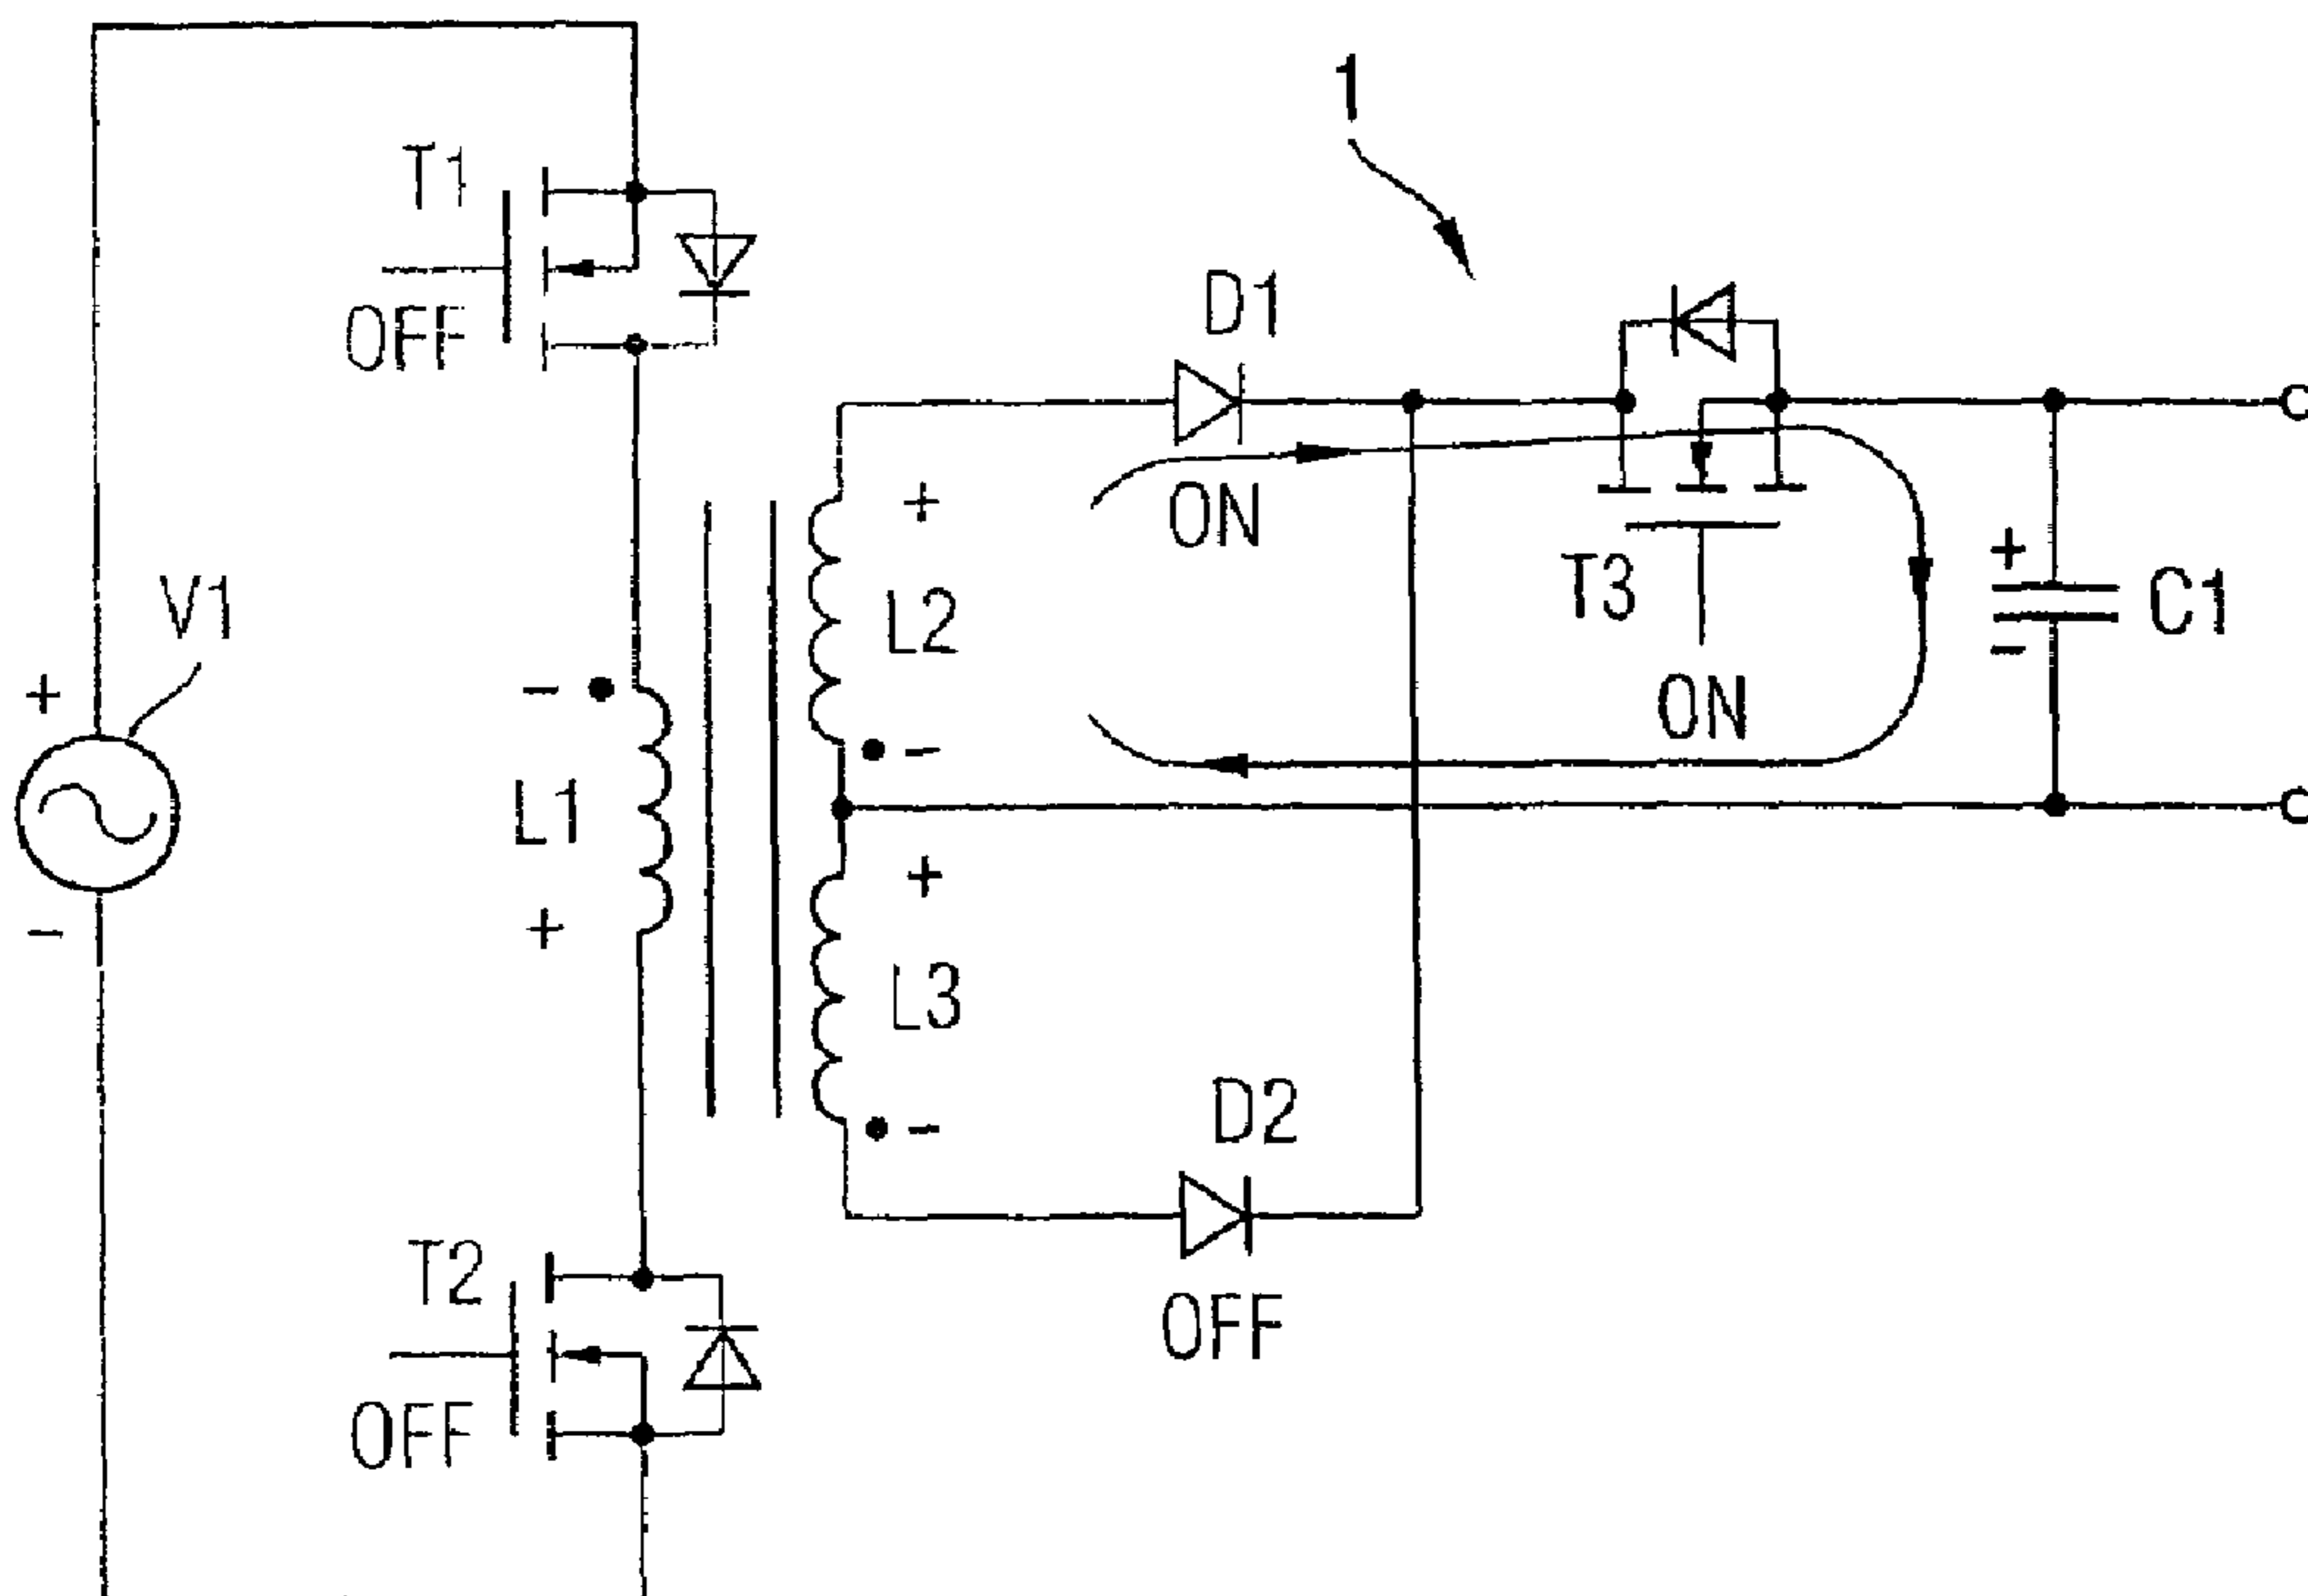 1
T1
OFF
D1
+
ON
V1
L2
T3
+
C1
-
+
-
-
ON
L1
+
-
+
L3
-
D2
T2
OFF
OFF